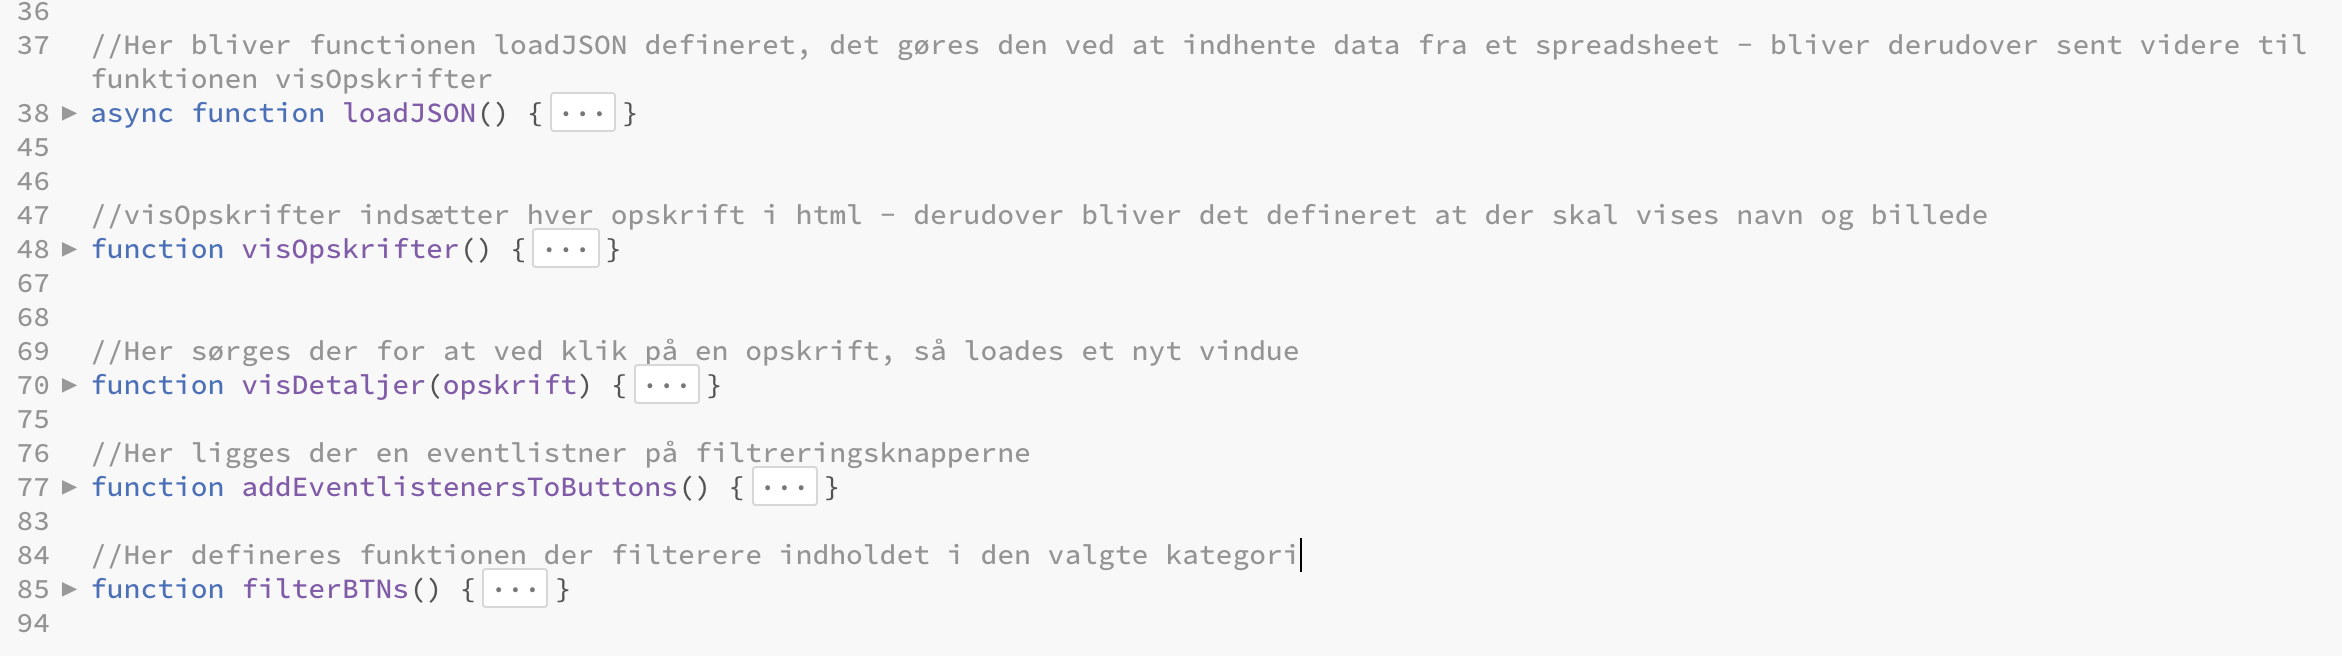 36
37 //Her bliver functionen loadJSON defineret, det gøres den ved at indhente data fra et spreadsheet – bliver derudover sent videre til
funktionen visOpskrifter
38 ▶ async function loadJSON() { ••• }
45
46
47 //visOpskrifter indsætter hver opskrift i html – derudover bliver det defineret at der skal vises navn og billede
48 ▶ function visOpskrifter() { ••• }
67
68
69 //Her sørges der for at ved klik på en opskrift, så loades et nyt vindue
70 ▶ function visDetaljer(opskrift) { ••• }
75
76 //Her ligges der en eventlistner på filtreringsknapperne
77 ▶ function addEventlistenersToButtons() { ••• }
83
84 //Her defineres funktionen der filterere indholdet i den valgte kategori
85 ▶ function filterBTNs() { ••• }
94